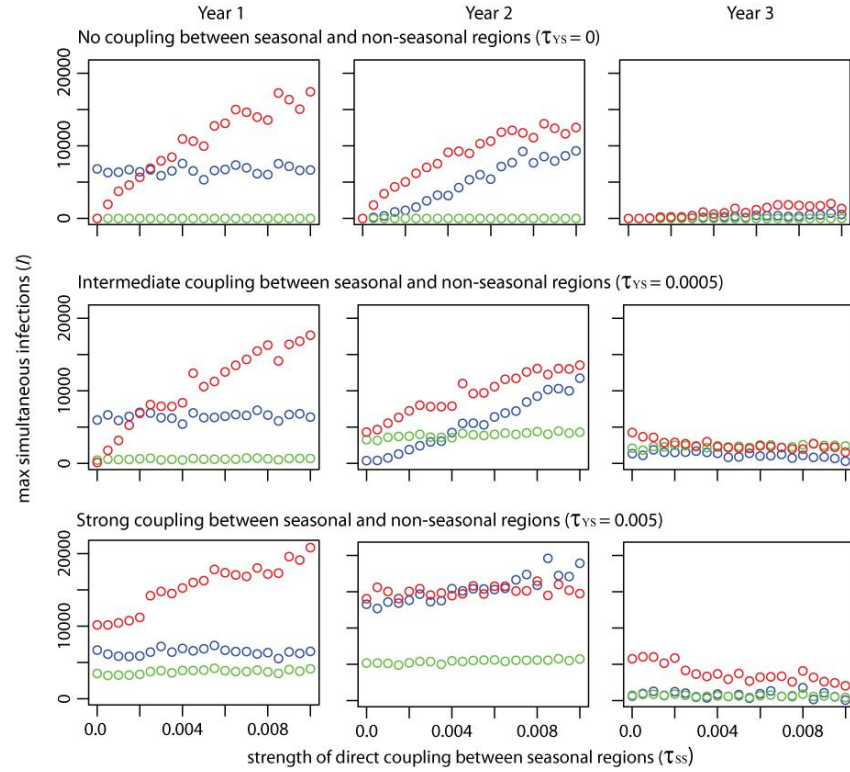 Year 1 Year 2 Year 3
No coupling between seasonal and non-seasonal regions (τYS = 0)
20000
10000
0
Intermediate coupling between seasonal and non-seasonal regions (τYS = 0.0005)
20000
10000
0
max simultaneous infections (I)
Strong coupling between seasonal and non-seasonal regions (τYS = 0.005)
20000
10000
0
0.0 0.004 0.008 0.0 0.004 0.008 0.0 0.004 0.008
strength of direct coupling between seasonal regions (τSS)